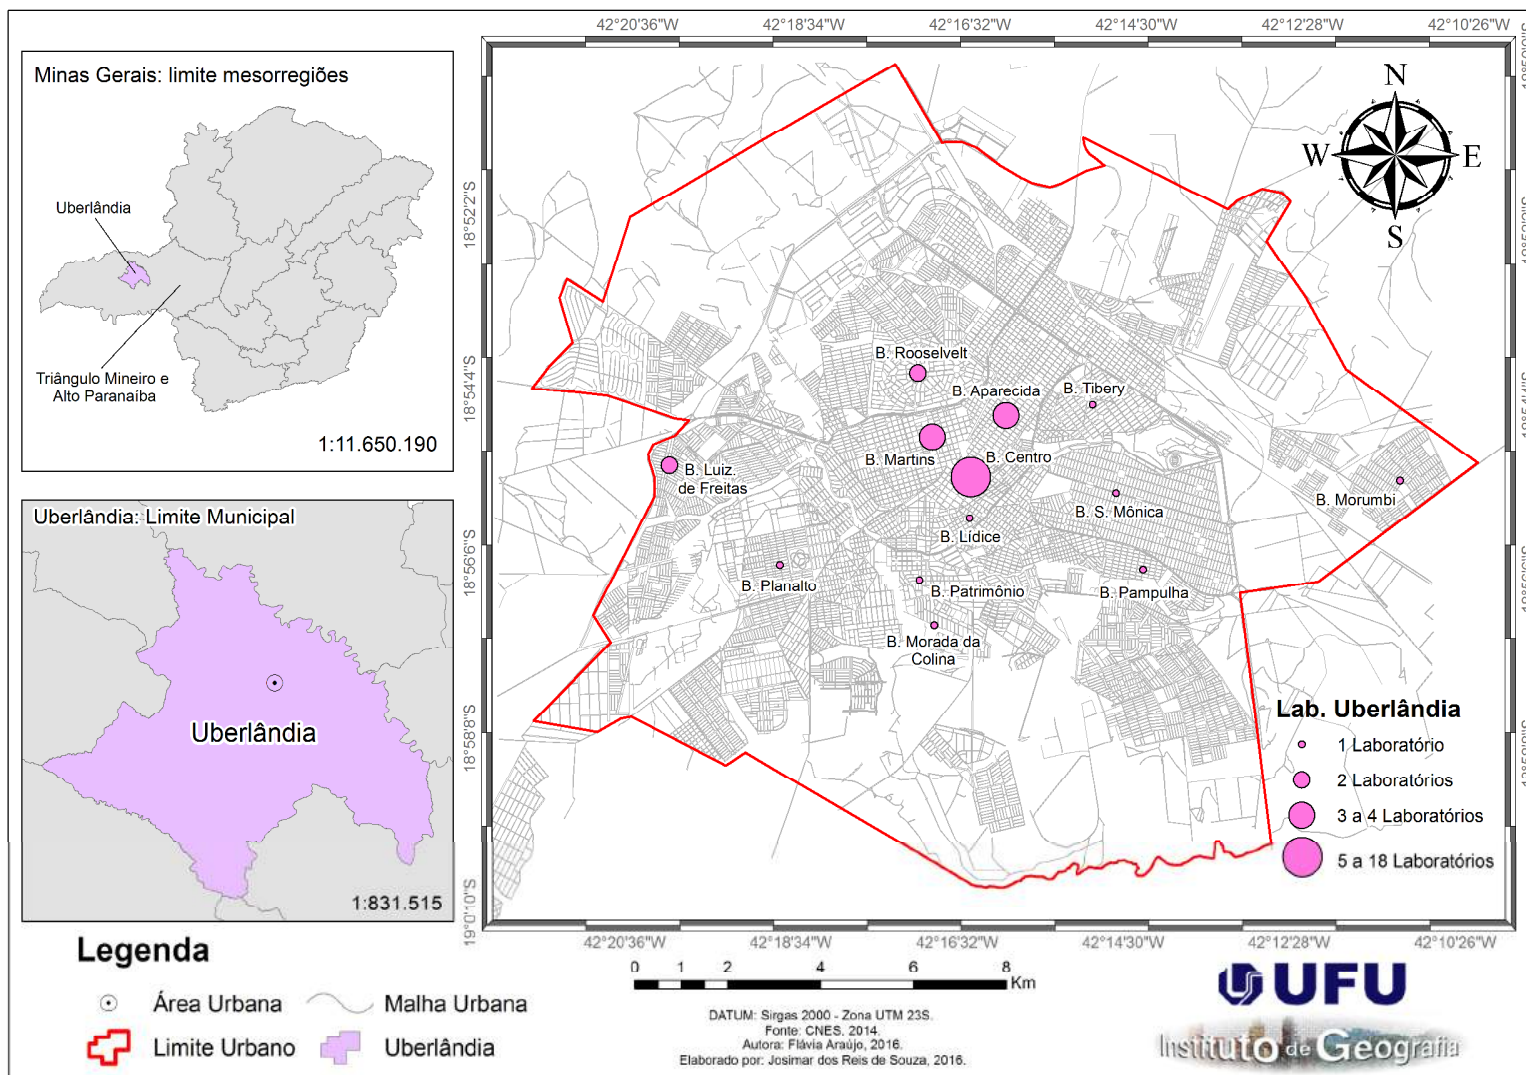 Minas Gerais: limite mesorregiões
Uberlândia
Triângulo Mineiro e
Alto Paranaíba
1:11.650.190
Uberlândia: Limite Municipal
Uberlândia
1:831.515
42°20'36"W
42°18'34"W
42°16'32"W
42°14'30"W
42°12'28"W
42°10'26"W
18°52'2"S
18°54'4"S
18°56'6"S
18°58'8"S
19°0'10"S
N
W
E
S
B. Rooselvelt
B. Aparecida
B. Tibery
B. Martins
B. Centro
B. Luiz.
de Freitas
B. Morumbi
B. S. Mônica
B. Lídice
B. Planalto
B. Patrimônio
B. Pampulha
B. Morada da
Colina
Lab. Uberlândia
1 Laboratório
2 Laboratórios
3 a 4 Laboratórios
5 a 18 Laboratórios
42°20'36"W
42°18'34"W
42°16'32"W
42°14'30"W
42°12'28"W
42°10'26"W
Legenda
Área Urbana
Malha Urbana
Limite Urbano
Uberlândia
0 1 2 4 6 8
Km
DATUM: Sirgas 2000 - Zona UTM 23S.
Fonte: CNES, 2014.
Autora: Flávia Araújo, 2016.
Elaborado por: Josimar dos Reis de Souza, 2016.
UFU
Instituto de Geografia